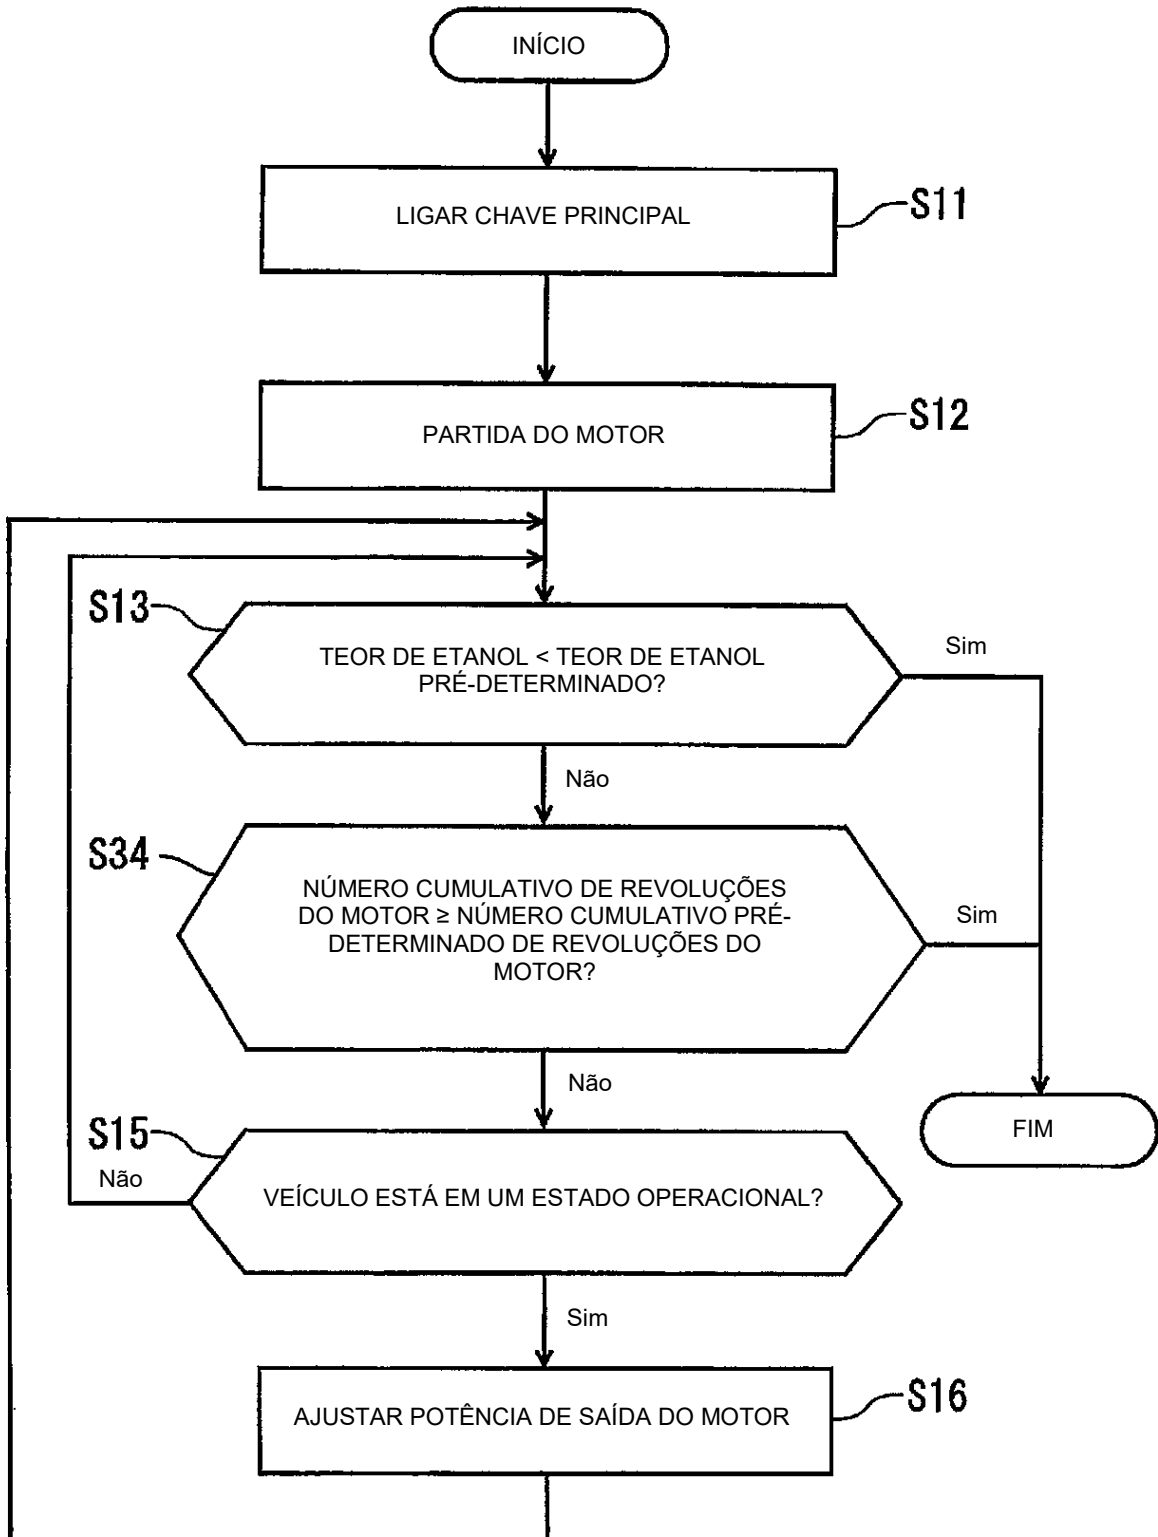 INÍCIO
LIGAR CHAVE PRINCIPAL
S11
PARTIDA DO MOTOR
S12
S13
TEOR DE ETANOL < TEOR DE ETANOL
PRÉ-DETERMINADO?
Sim
Não
S34
NÚMERO CUMULATIVO DE REVOLUÇÕES
DO MOTOR ≥ NÚMERO CUMULATIVO PRÉ-
DETERMINADO DE REVOLUÇÕES DO
MOTOR?
Sim
Não
FIM
S15
Não
VEÍCULO ESTÁ EM UM ESTADO OPERACIONAL?
Sim
AJUSTAR POTÊNCIA DE SAÍDA DO MOTOR
S16